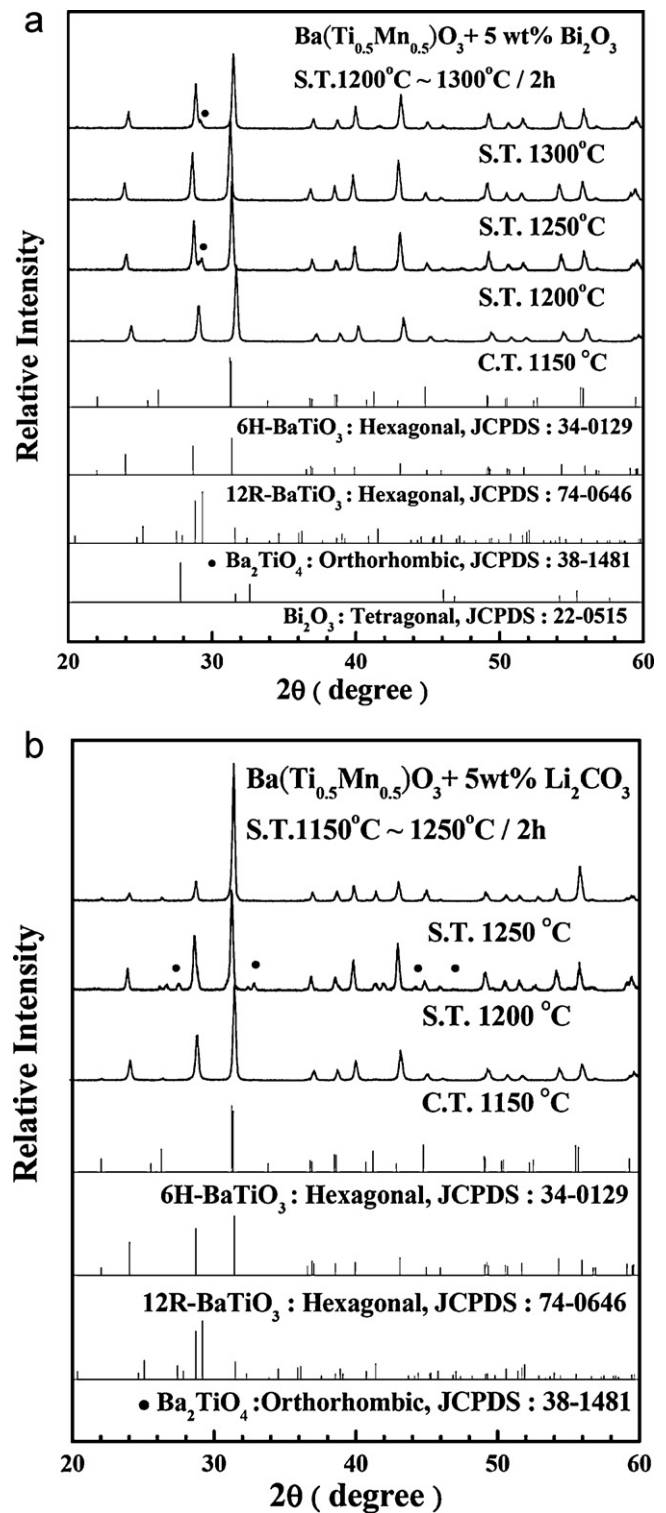 a
Ba(Ti₀.₅Mn₀.₅)O₃+ 5 wt% Bi₂O₃
S.T.1200°C ~ 1300°C / 2h
S.T. 1300°C
S.T. 1250°C
S.T. 1200°C
C.T. 1150 °C
6H-BaTiO₃ : Hexagonal, JCPDS : 34-0129
12R-BaTiO₃ : Hexagonal, JCPDS : 74-0646
● Ba₂TiO₄ : Orthorhombic, JCPDS : 38-1481
Bi₂O₃ : Tetragonal, JCPDS : 22-0515
Relative Intensity
20 30 40 50 60
2θ ( degree )
b
Ba(Ti₀.₅Mn₀.₅)O₃+ 5wt% Li₂CO₃
S.T.1150°C ~ 1250°C / 2h
S.T. 1250 °C
S.T. 1200 °C
C.T. 1150 °C
6H-BaTiO₃ : Hexagonal, JCPDS : 34-0129
12R-BaTiO₃ : Hexagonal, JCPDS : 74-0646
● Ba₂TiO₄ :Orthorhombic, JCPDS : 38-1481
Relative Intensity
20 30 40 50 60
2θ ( degree )